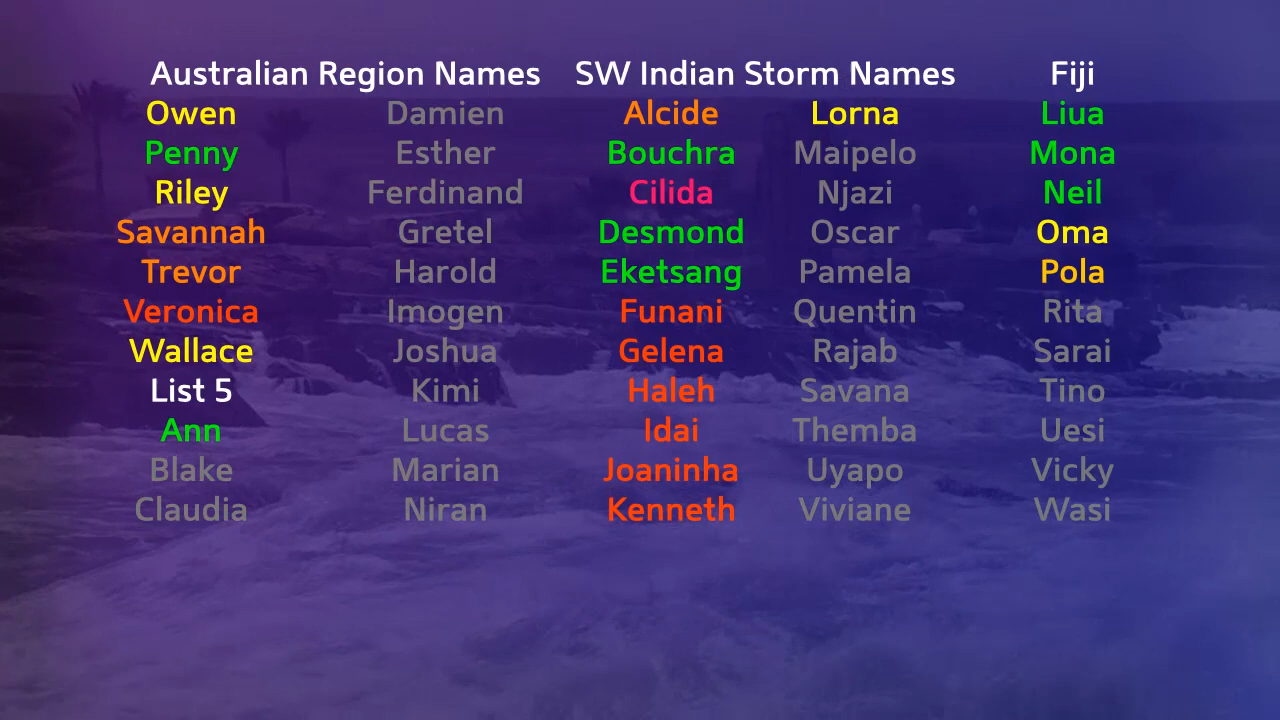 Australian Region Names SW Indian Storm Names Fiji
Owen Damien Alcide Lorna Liua
Penny Esther Bouchra Maipelo Mona
Riley Ferdinand Cilida Njazi Neil
Savannah Gretel Desmond Oscar Oma
Trevor Harold Eketsang Pamela Pola
Veronica Imogen Funani Quentin Rita
Wallace Joshua Gelena Rajab Sarai
List 5 Kimi Haleh Savana Tino
Ann Lucas Idai Themba Uesi
Blake Marian Joaninha Uyapo Vicky
Claudia Niran Kenneth Viviane Wasi